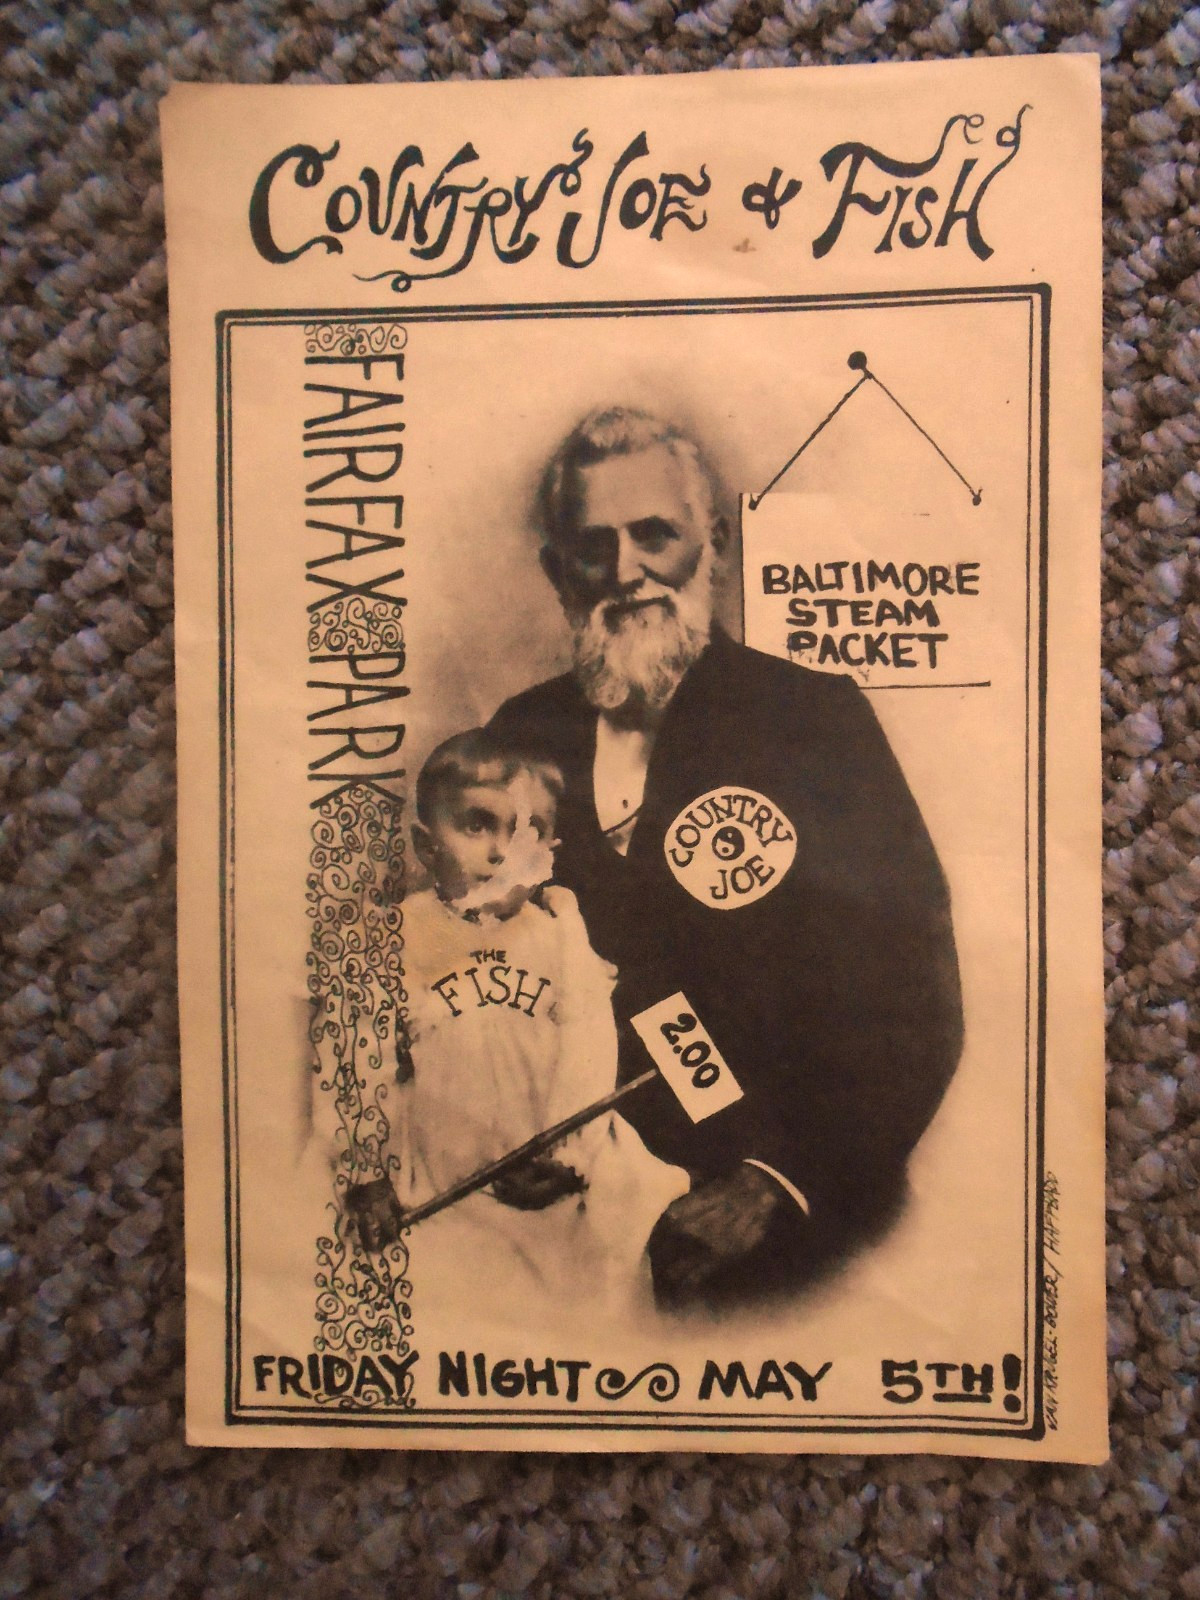 COUNTRY JOE & FISH
FAIRFAX PARK
BALTIMORE
STEAM
PACKET
COUNTRY
JOE
THE
FISH
2.00
FRIDAY NIGHT MAY 5TH!